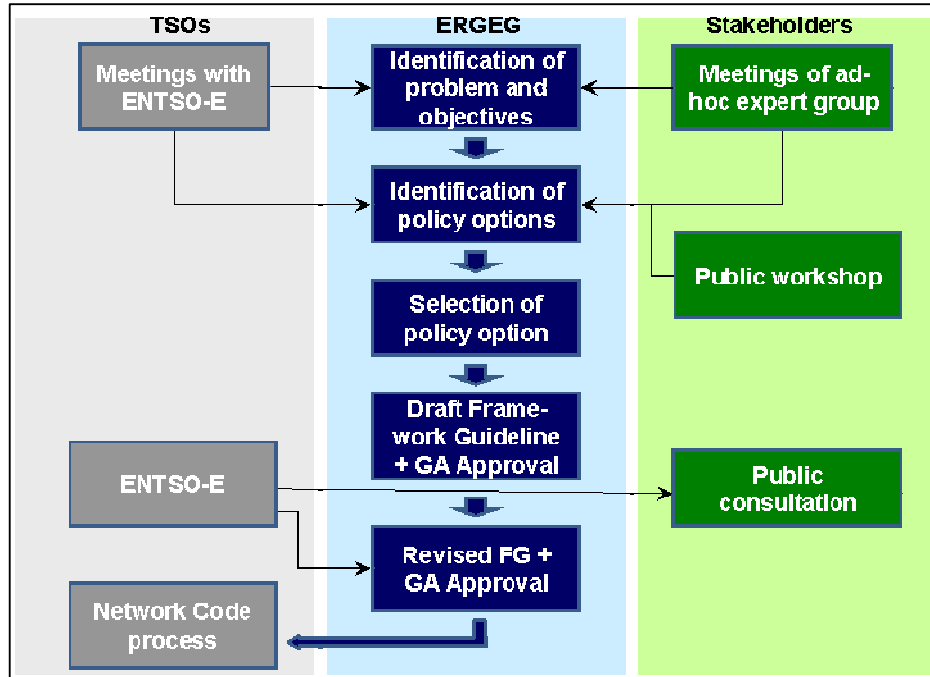 TSOs
ERGEG
Stakeholders
Meetings with
ENTSO-E
Identification of
problem and
objectives
Meetings of ad-
hoc expert group
Identification of
policy options
Public workshop
Selection of
policy option
Draft Frame-
work Guideline
+ GA Approval
ENTSO-E
Public
consultation
Revised FG +
GA Approval
Network Code
process